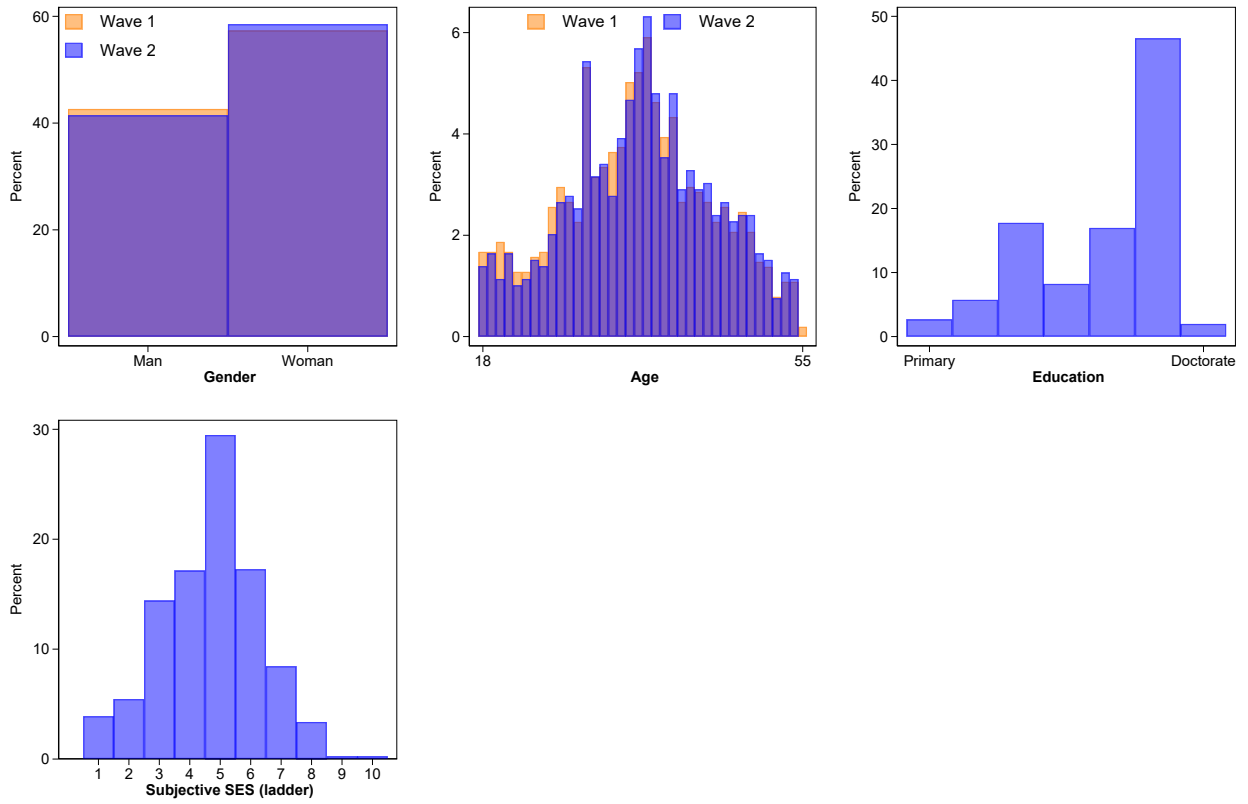 Wave 1
Wave 2
60
40
20
0
Percent
Man Woman
Gender
Wave 1 Wave 2
6
4
2
0
Percent
18 55
Age
50
40
30
20
10
0
Percent
Primary Doctorate
Education
30
20
10
0
Percent
1 2 3 4 5 6 7 8 9 10
Subjective SES (ladder)